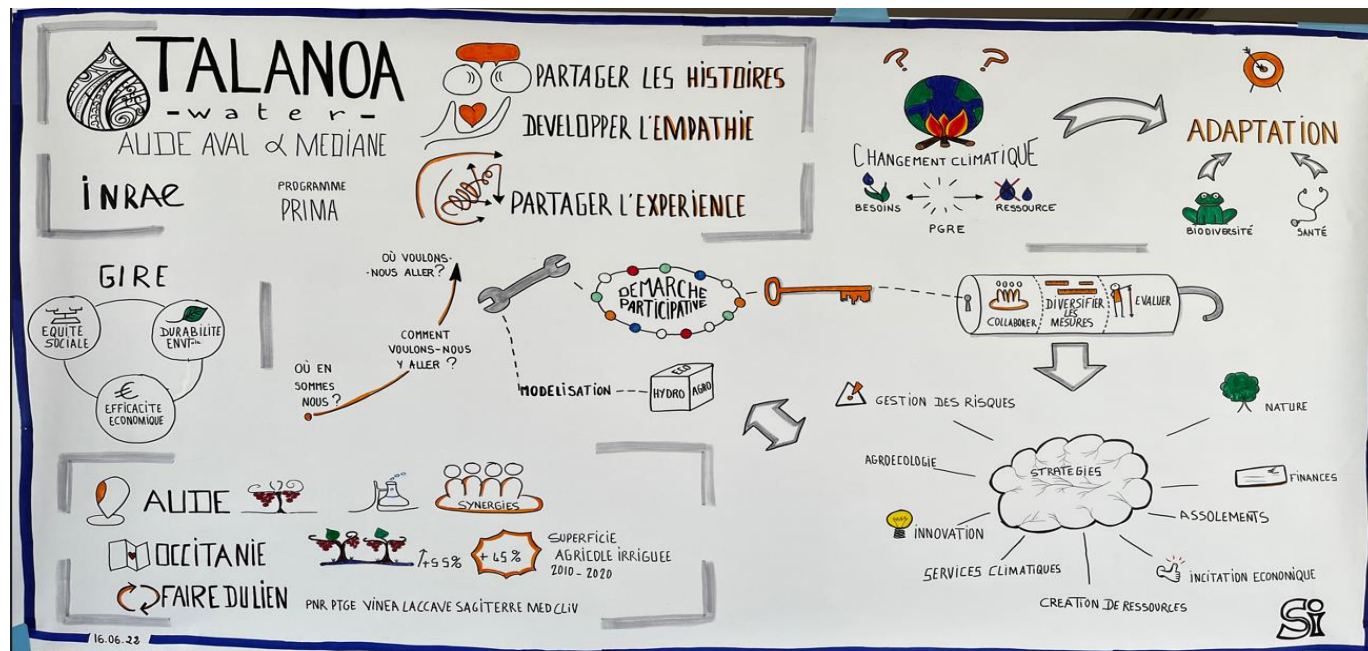 TALANOA
-water-
AUDE AVAL & MEDIANE
INRAE
PROGRAMME
PRIMA
PARTAGER LES HISTOIRES
DEVELOPPER L'EMPATHIE
PARTAGER L'EXPERIENCE
? ?
CHANGEMENT CLIMATIQUE
BESOINS
RESSOURCE
PGRE
ADAPTATION
BIODIVERSITÉ
SANTÉ
GIRE
EQUITE
SOCIALE
DURABILITE
ENVTale
€
EFFICACITE
ECONOMIQUE
OÙ EN
SOMMES
NOUS ?
COMMENT
VOULONS-NOUS
Y ALLER ?
OÙ VOULONS-
-NOUS ALLER ?
DEMARCHE
PARTICIPATIVE
MODELISATION
ECO
HYDRO
AGRO
COLLABORER
DIVERSIFIER
LES
MESURES
EVALUER
STRATEGIES
GESTION DES RISQUES
AGROECOLOGIE
INNOVATION
SERVICES CLIMATIQUES
CREATION DE RESSOURCES
INCITATION ECONOMIQUE
ASSOLEMENTS
FINANCES
NATURE
AUDE
SYNERGIES
OCCITANIE
+55%
+45%
SUPERFICIE
AGRICOLE IRRIGUEE
2010-2020
FAIRE DU LIEN
PNR PTGE VINEA LACCAVE SAGITERRE MEDCLIV
16.06.22
Si